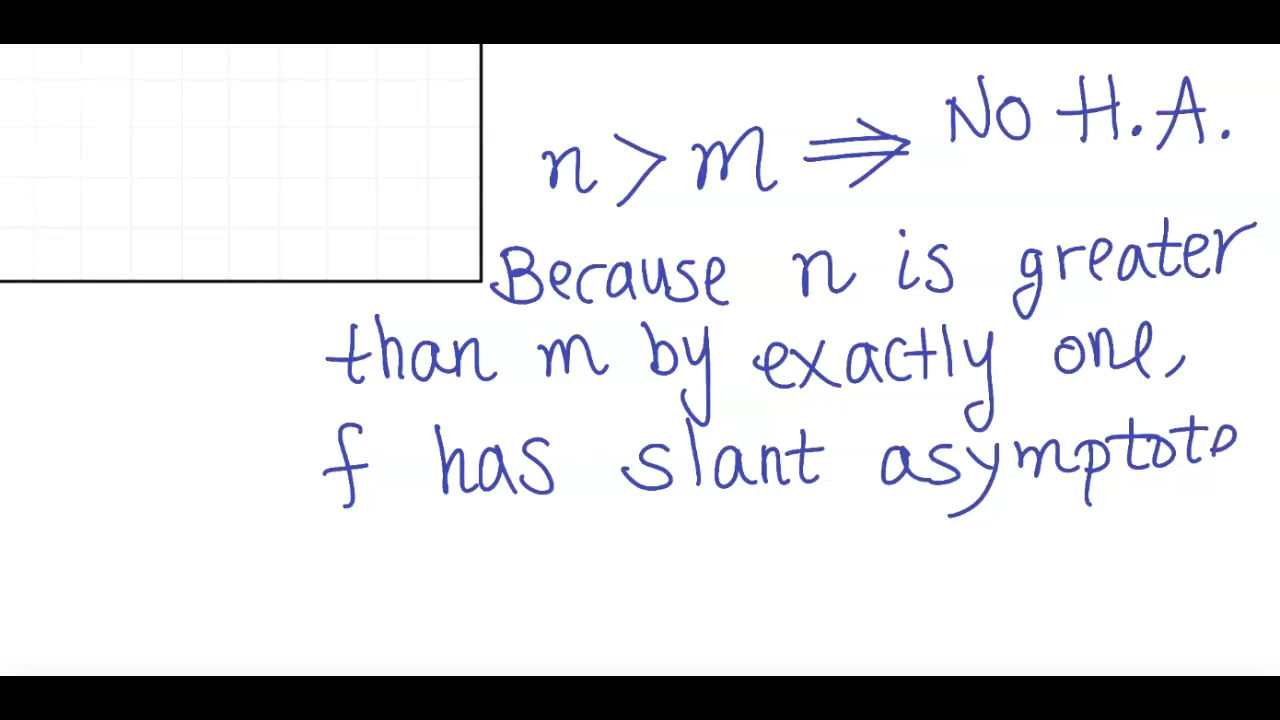 n > m ⇒ No H.A.
Because n is greater
than m by exactly one,
f has slant asymptote